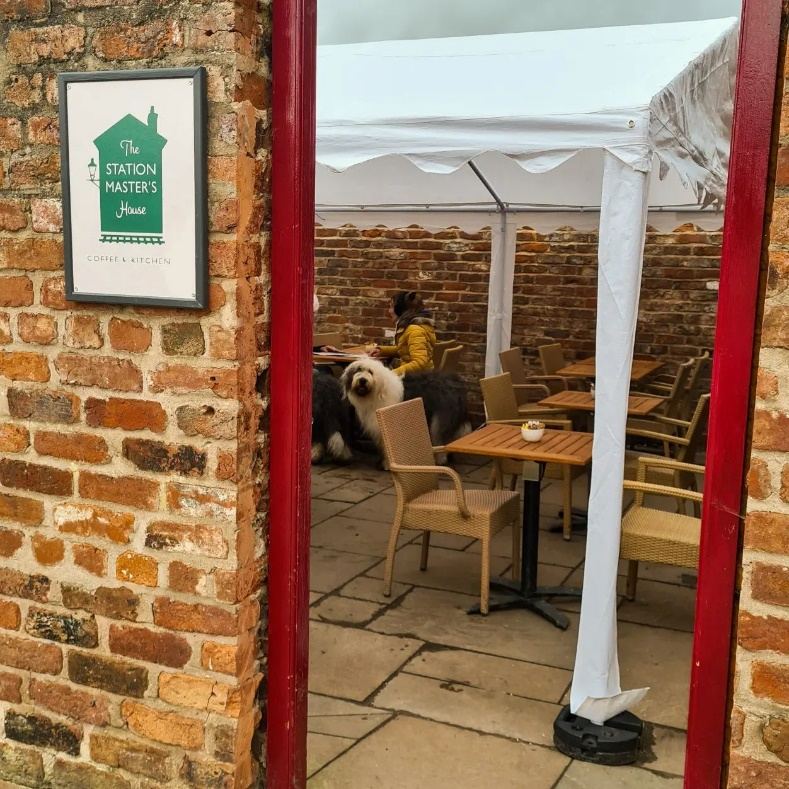 The
STATION
MASTER'S
House
COFFEE & KITCHEN